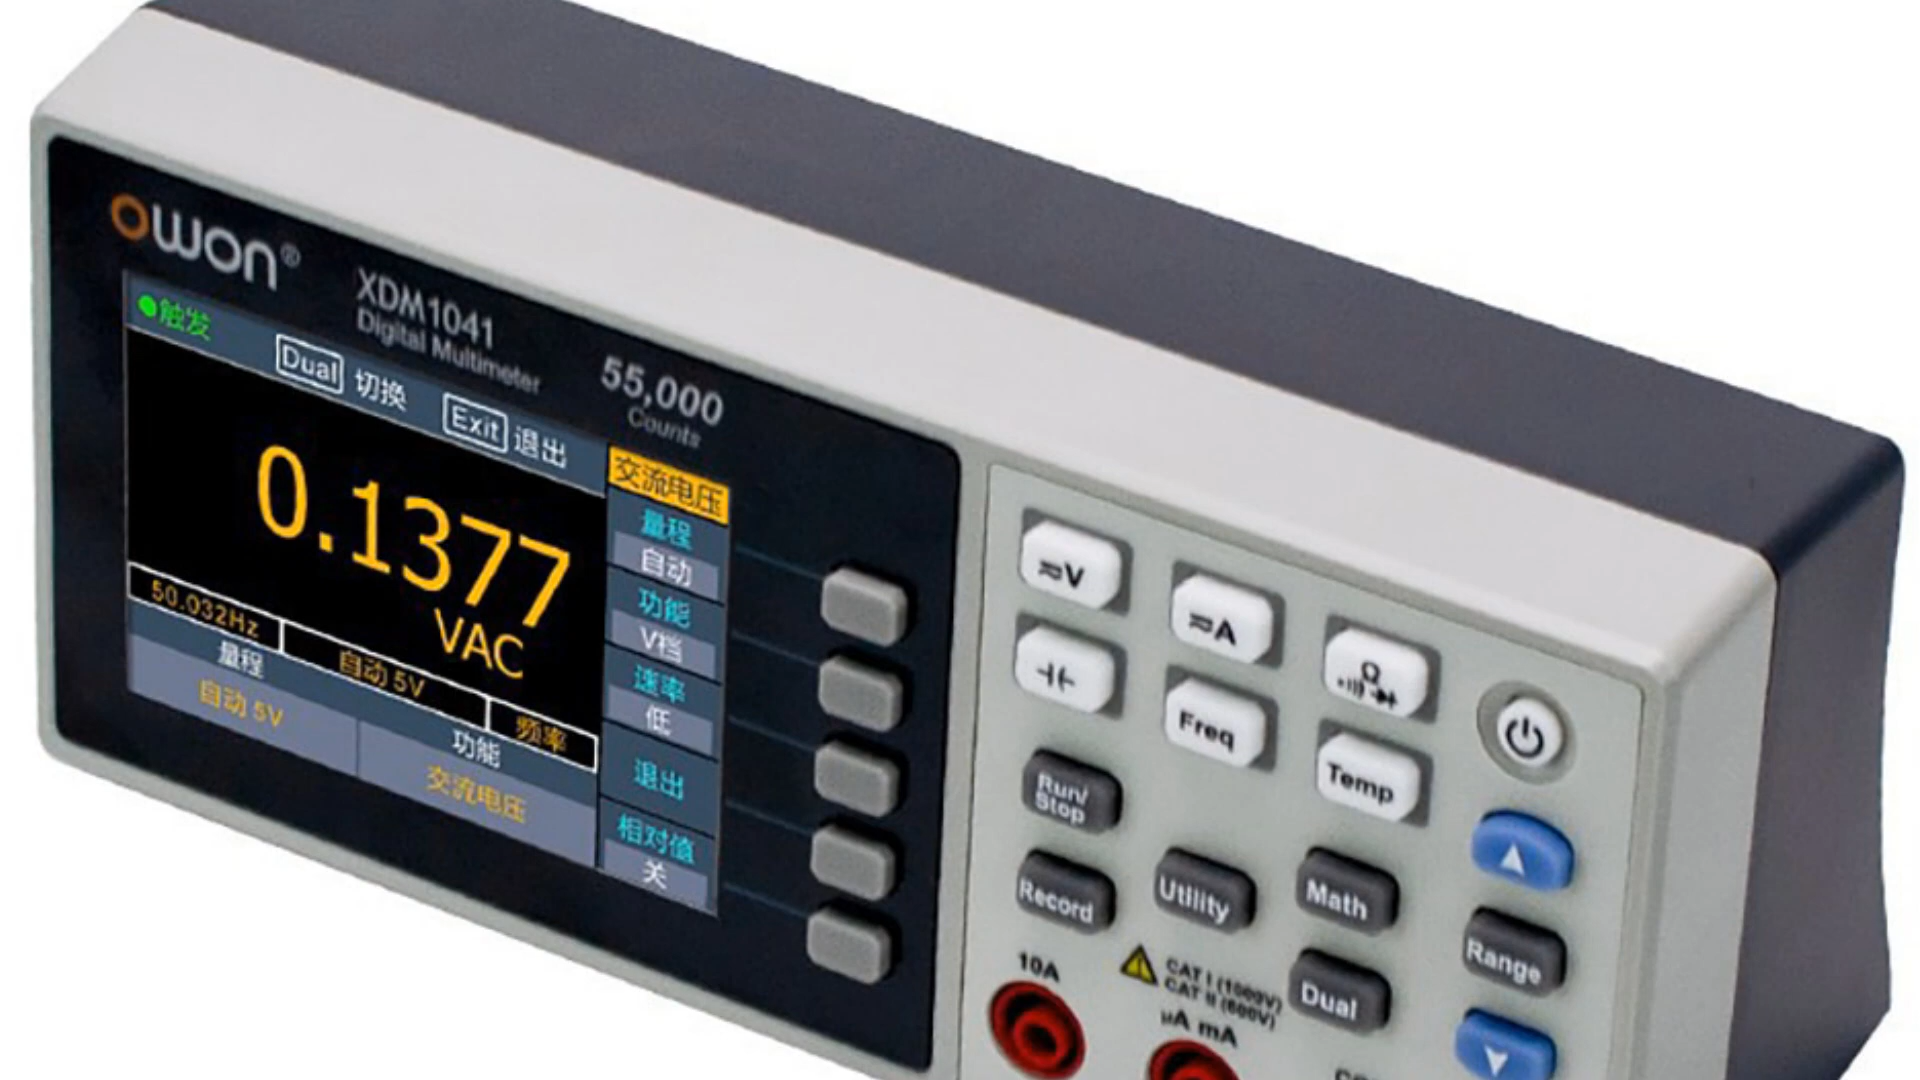 owon®
XDM1041
Digital Multimeter
55,000
Counts
触发
Dual 切换 Exit 退出
0.1377
VAC
50.032Hz 自动 5V 频率
量程 功能
自动 5V 交流电压
交流电压
量程
自动
功能
V档
速率
低
退出
相对值
关
V
A
Ω
Freq
Temp
Run/
Stop
Record
Utility
Math
Range
Dual
10A
CAT I (1000V)
CAT II (600V)
µA mA